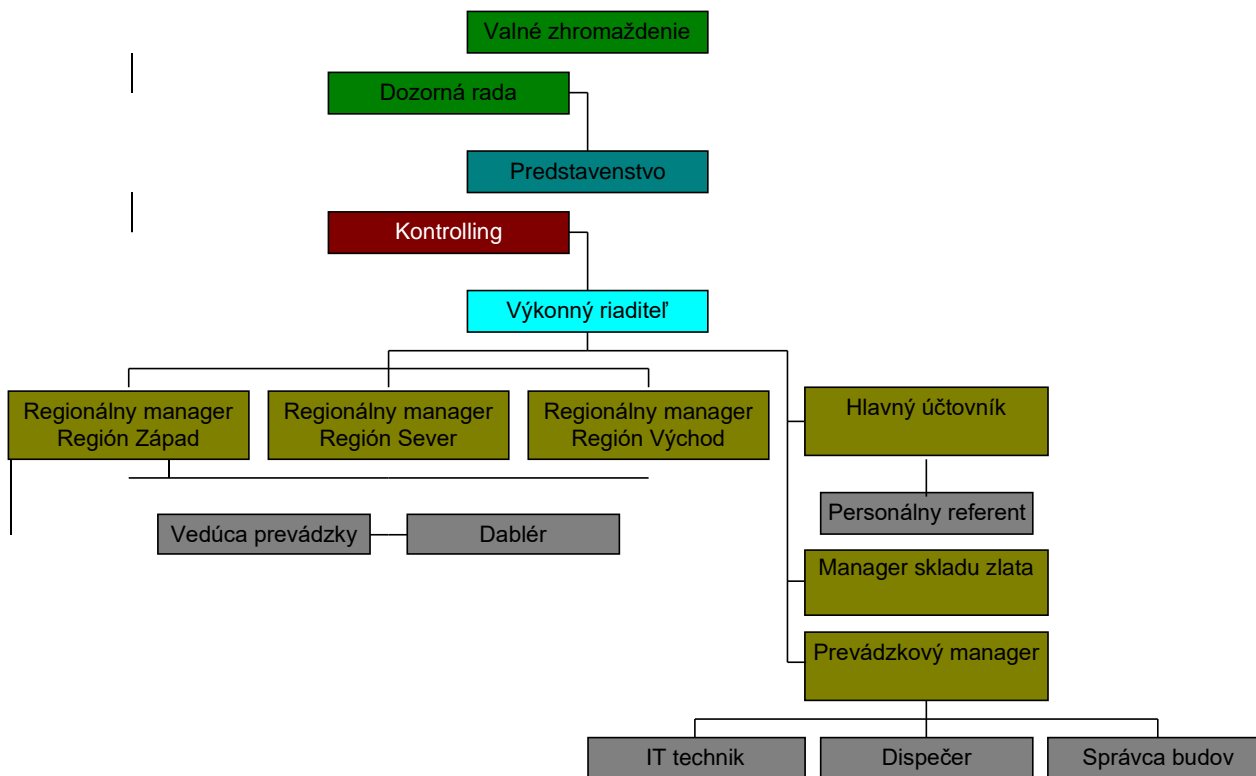 Valné zhromaždenie
Dozorná rada
Predstavenstvo
Kontrolling
Výkonný riaditeľ
Regionálny manager
Región Západ
Regionálny manager
Región Sever
Regionálny manager
Región Východ
Hlavný účtovník
Personálny referent
Vedúca prevádzky
Dablér
Manager skladu zlata
Prevádzkový manager
IT technik
Dispečer
Správca budov